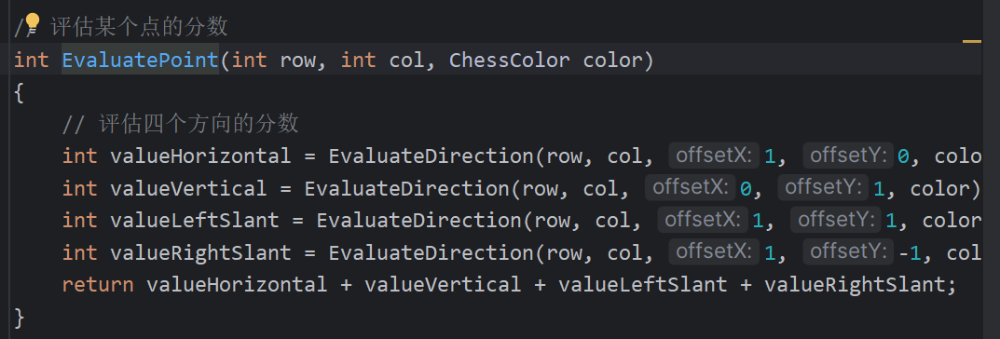 // 评估某个点的分数
int EvaluatePoint(int row, int col, ChessColor color)
{
// 评估四个方向的分数
int valueHorizontal = EvaluateDirection(row, col, offsetX: 1, offsetY: 0, colo
int valueVertical = EvaluateDirection(row, col, offsetX: 0, offsetY: 1, color)
int valueLeftSlant = EvaluateDirection(row, col, offsetX: 1, offsetY: 1, color
int valueRightSlant = EvaluateDirection(row, col, offsetX: 1, offsetY: -1, col
return valueHorizontal + valueVertical + valueLeftSlant + valueRightSlant;
}